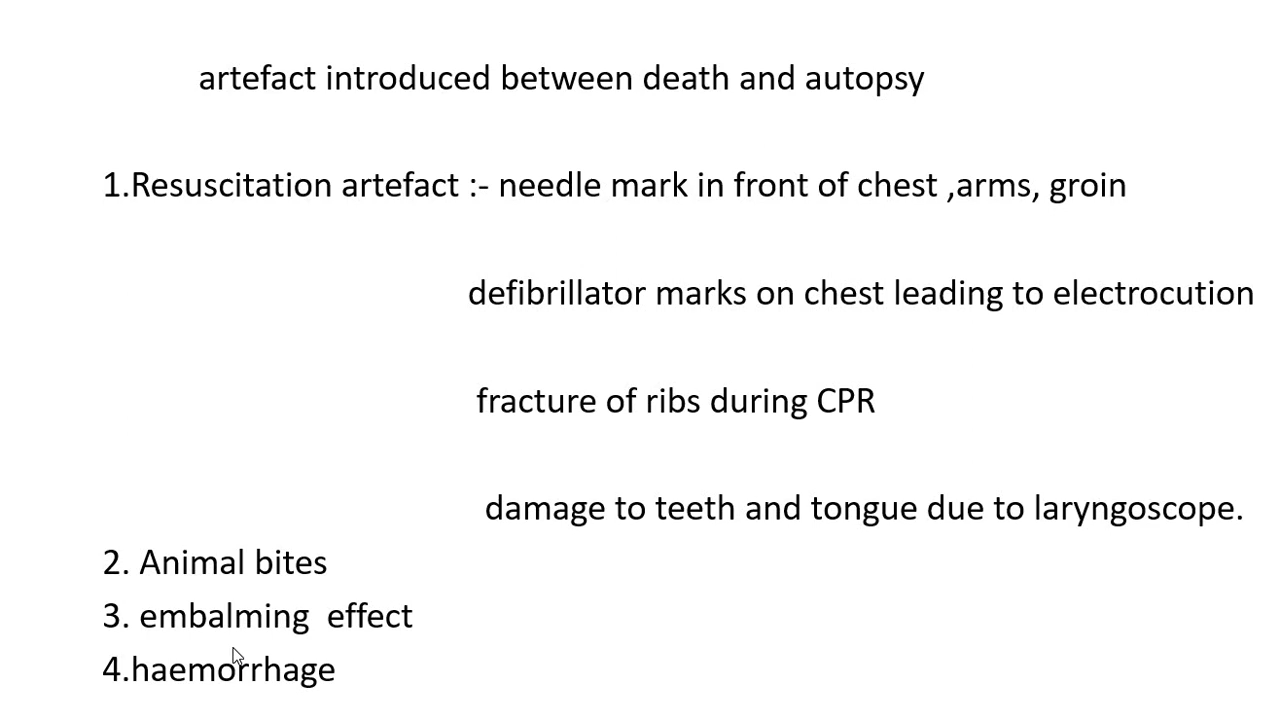 artefact introduced between death and autopsy
1.Resuscitation artefact :- needle mark in front of chest ,arms, groin
defibrillator marks on chest leading to electrocution
fracture of ribs during CPR
damage to teeth and tongue due to laryngoscope.
2. Animal bites
3. embalming  effect
4.haemorrhage